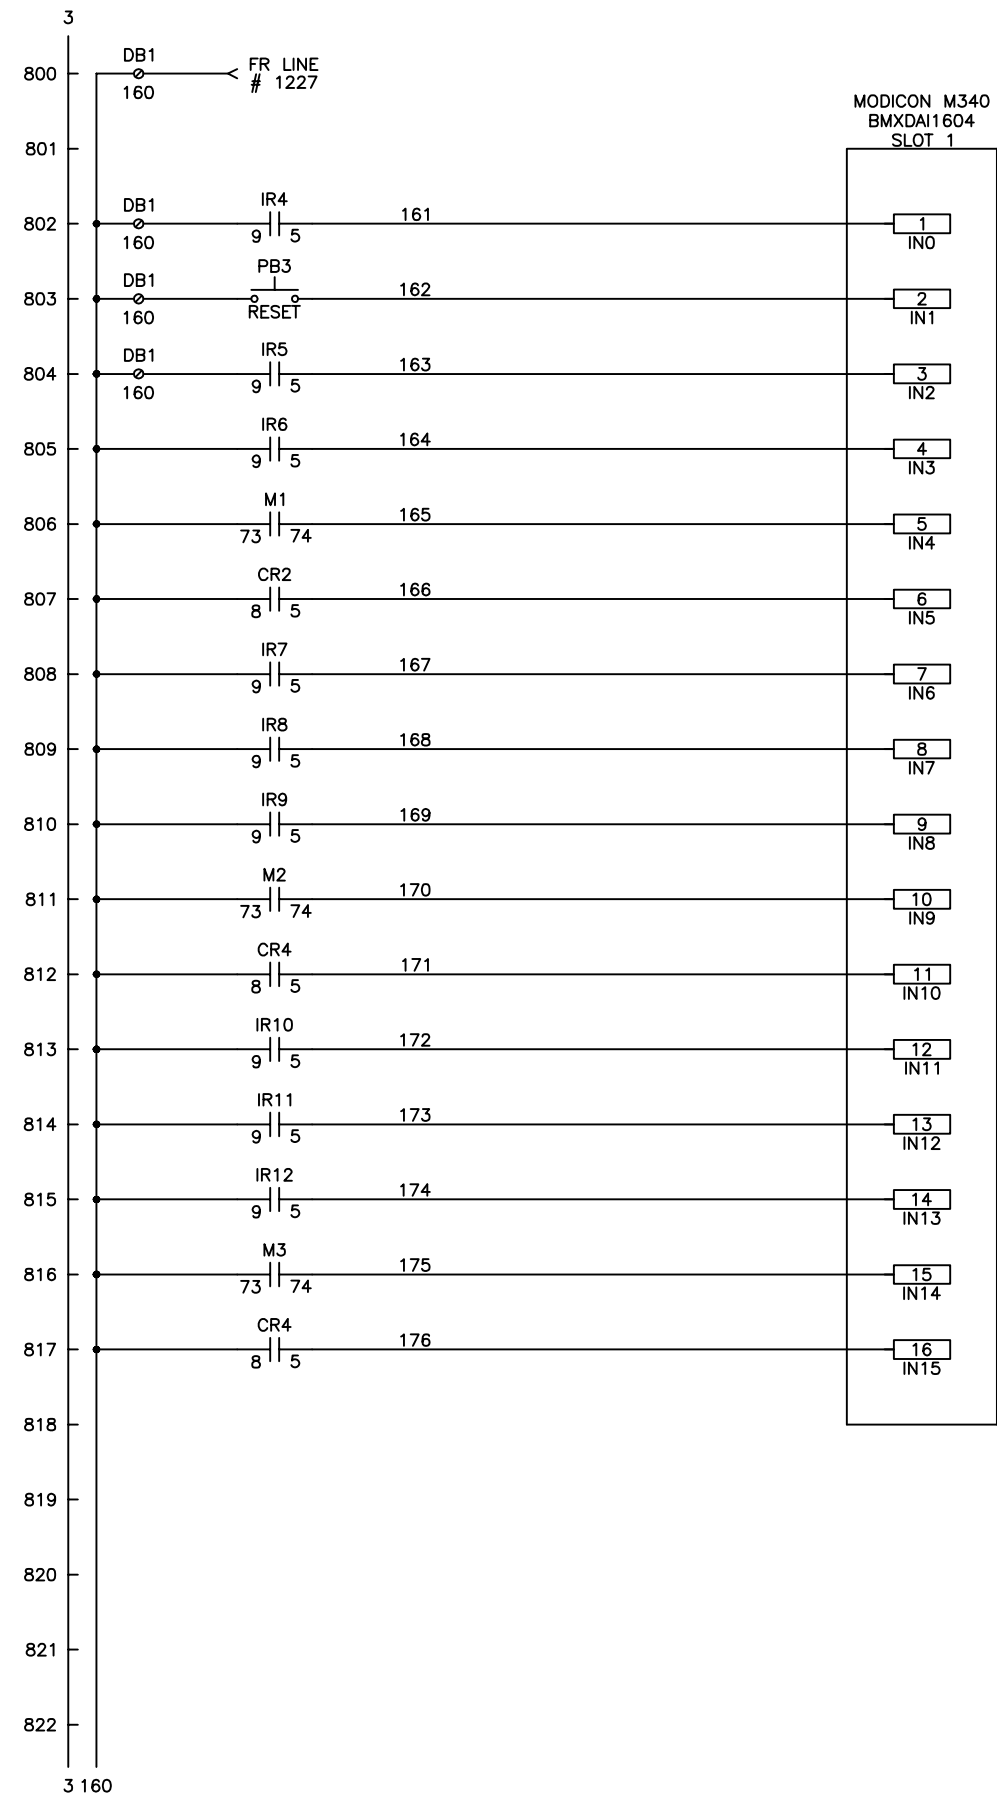 3
800
DB1
160
FR LINE
# 1227
MODICON M340
BMXDAI1604
SLOT 1
801
802
DB1
160
IR4
9 5
161
1
IN0
803
DB1
160
PB3
RESET
162
2
IN1
804
DB1
160
IR5
9 5
163
3
IN2
805
IR6
9 5
164
4
IN3
806
M1
73 74
165
5
IN4
807
CR2
8 5
166
6
IN5
808
IR7
9 5
167
7
IN6
809
IR8
9 5
168
8
IN7
810
IR9
9 5
169
9
IN8
811
M2
73 74
170
10
IN9
812
CR4
8 5
171
11
IN10
813
IR10
9 5
172
12
IN11
814
IR11
9 5
173
13
IN12
815
IR12
9 5
174
14
IN13
816
M3
73 74
175
15
IN14
817
CR4
8 5
176
16
IN15
818
819
820
821
822
3 160